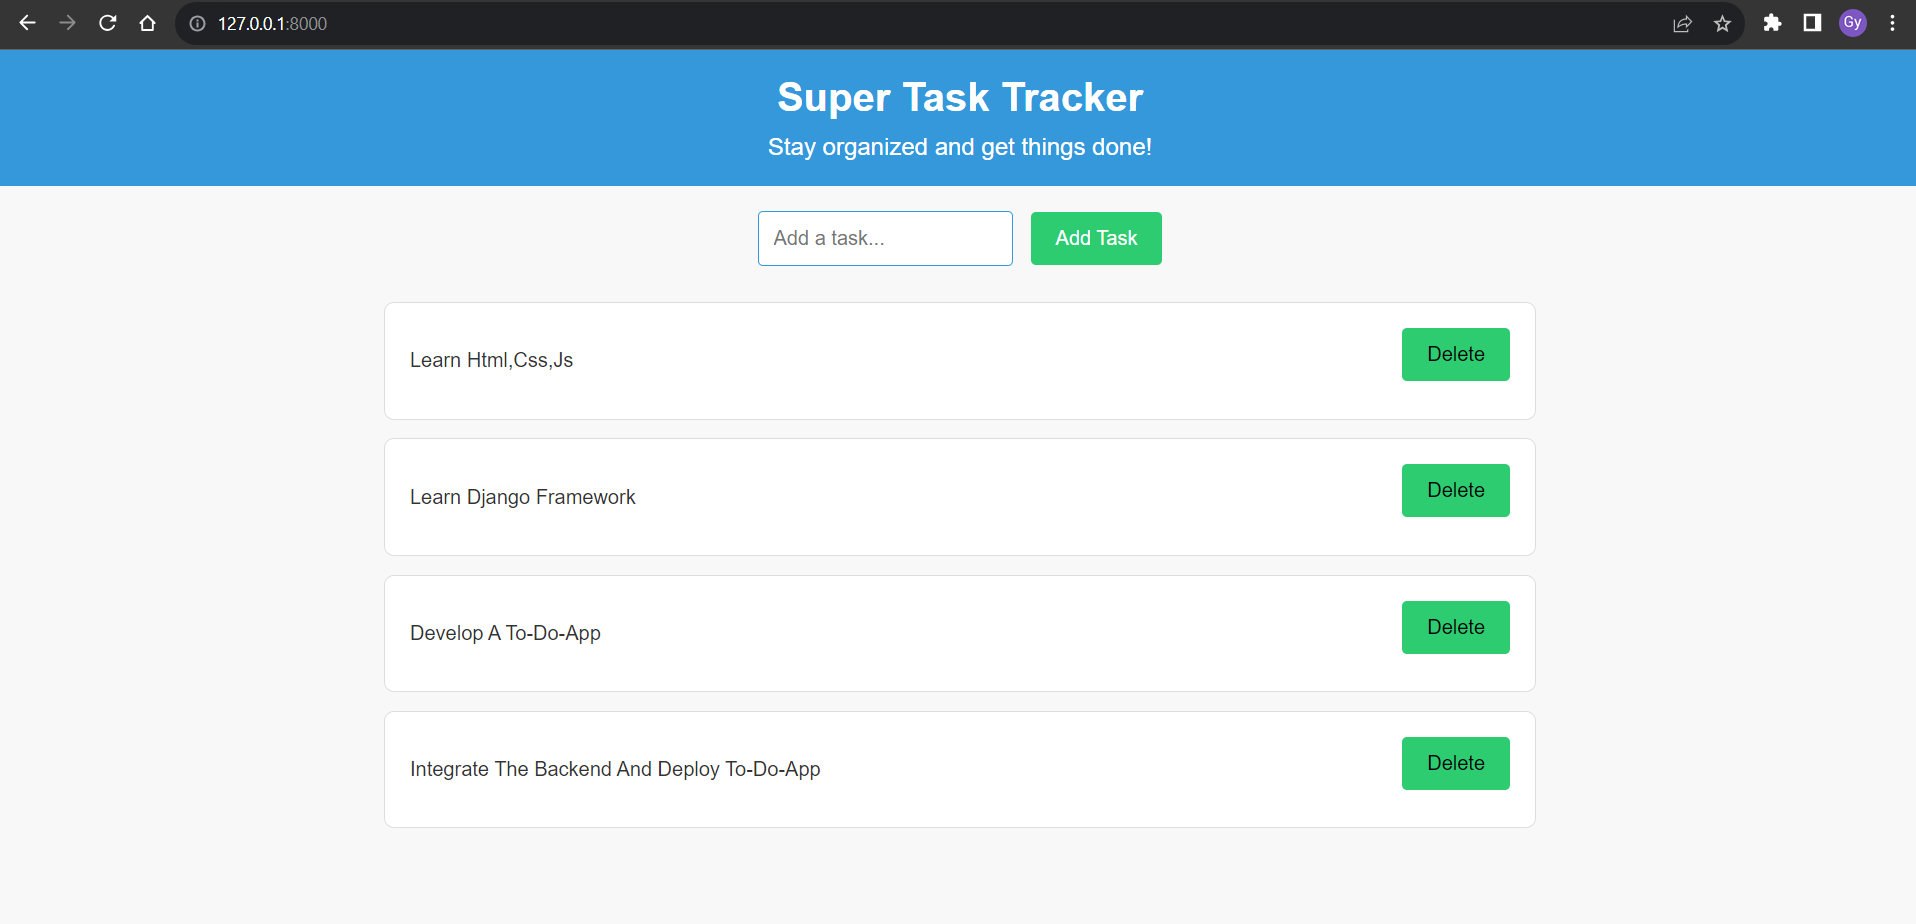 127.0.0.1:8000
Gy
Super Task Tracker
Stay organized and get things done!
Add a task...
Add Task
Learn Html,Css,Js
Delete
Learn Django Framework
Delete
Develop A To-Do-App
Delete
Integrate The Backend And Deploy To-Do-App
Delete